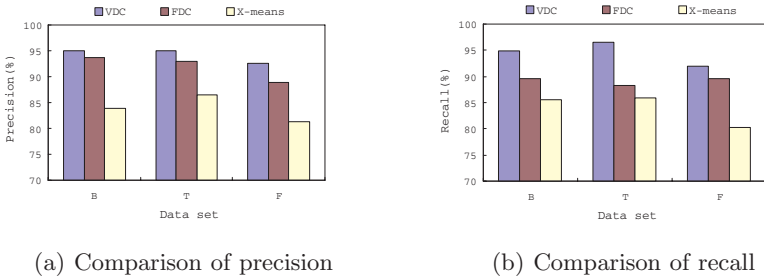 VDC FDC X-means
100
95
90
85
80
75
70
Precision(%)
B T F
Data set
(a) Comparison of precision
VDC FDC X-means
100
95
90
85
80
75
70
Recall(%)
B T F
Data set
(b) Comparison of recall